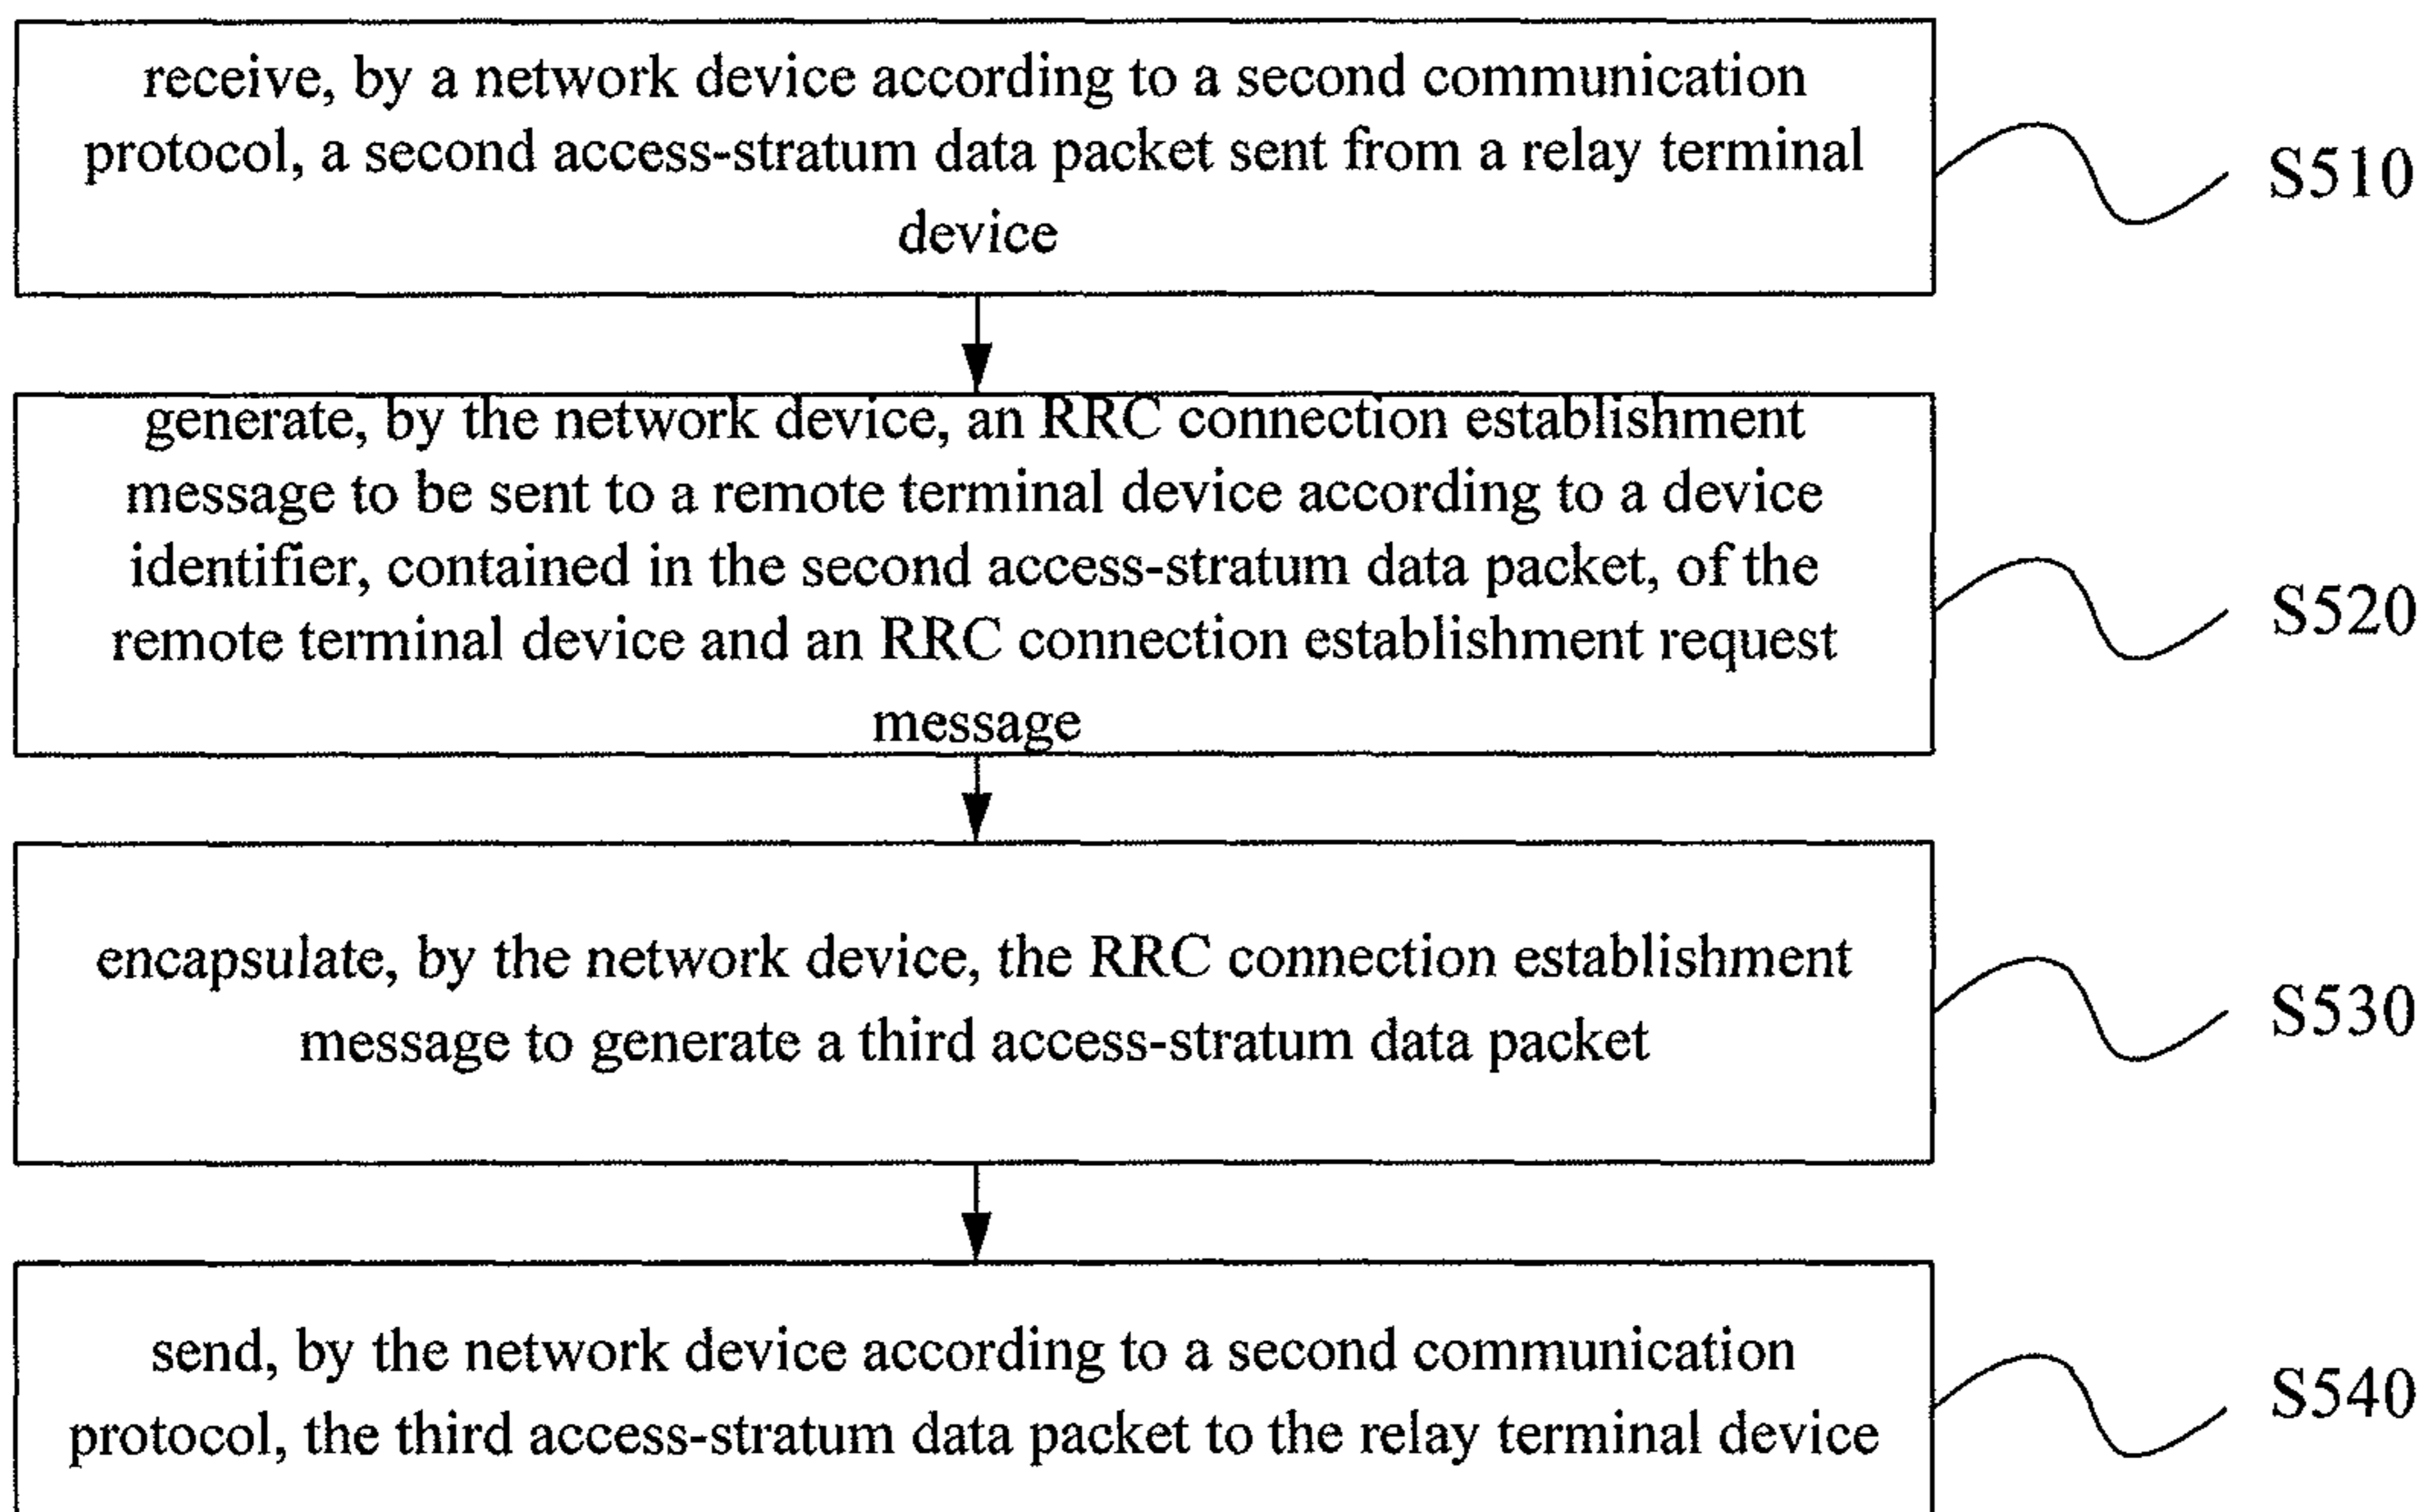 receive, by a network device according to a second communication
protocol, a second access-stratum data packet sent from a relay terminal
device
S510
generate, by the network device, an RRC connection establishment
message to be sent to a remote terminal device according to a device
identifier, contained in the second access-stratum data packet, of the
remote terminal device and an RRC connection establishment request
message
S520
encapsulate, by the network device, the RRC connection establishment
message to generate a third access-stratum data packet
S530
send, by the network device according to a second communication
protocol, the third access-stratum data packet to the relay terminal device
S540